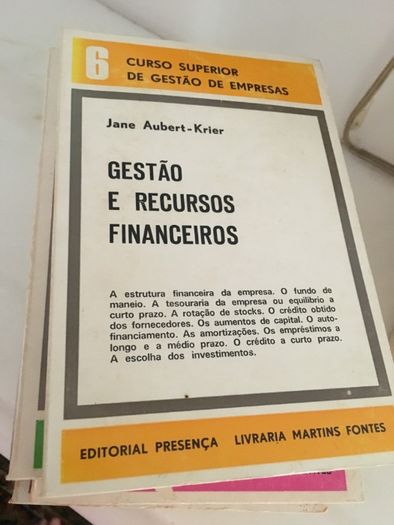 6
CURSO SUPERIOR
DE GESTÃO DE EMPRESAS
Jane Aubert-Krier
GESTÃO
E RECURSOS
FINANCEIROS
A estrutura financeira da empresa. O fundo de
maneio. A tesouraria da empresa ou equilíbrio a
curto prazo. A rotação de stocks. O crédito obtido
dos fornecedores. Os aumentos de capital. O auto-
financiamento. As amortizações. Os empréstimos a
longo e a médio prazo. O crédito a curto prazo.
A escolha dos investimentos.
EDITORIAL PRESENÇA LIVRARIA MARTINS FONTES